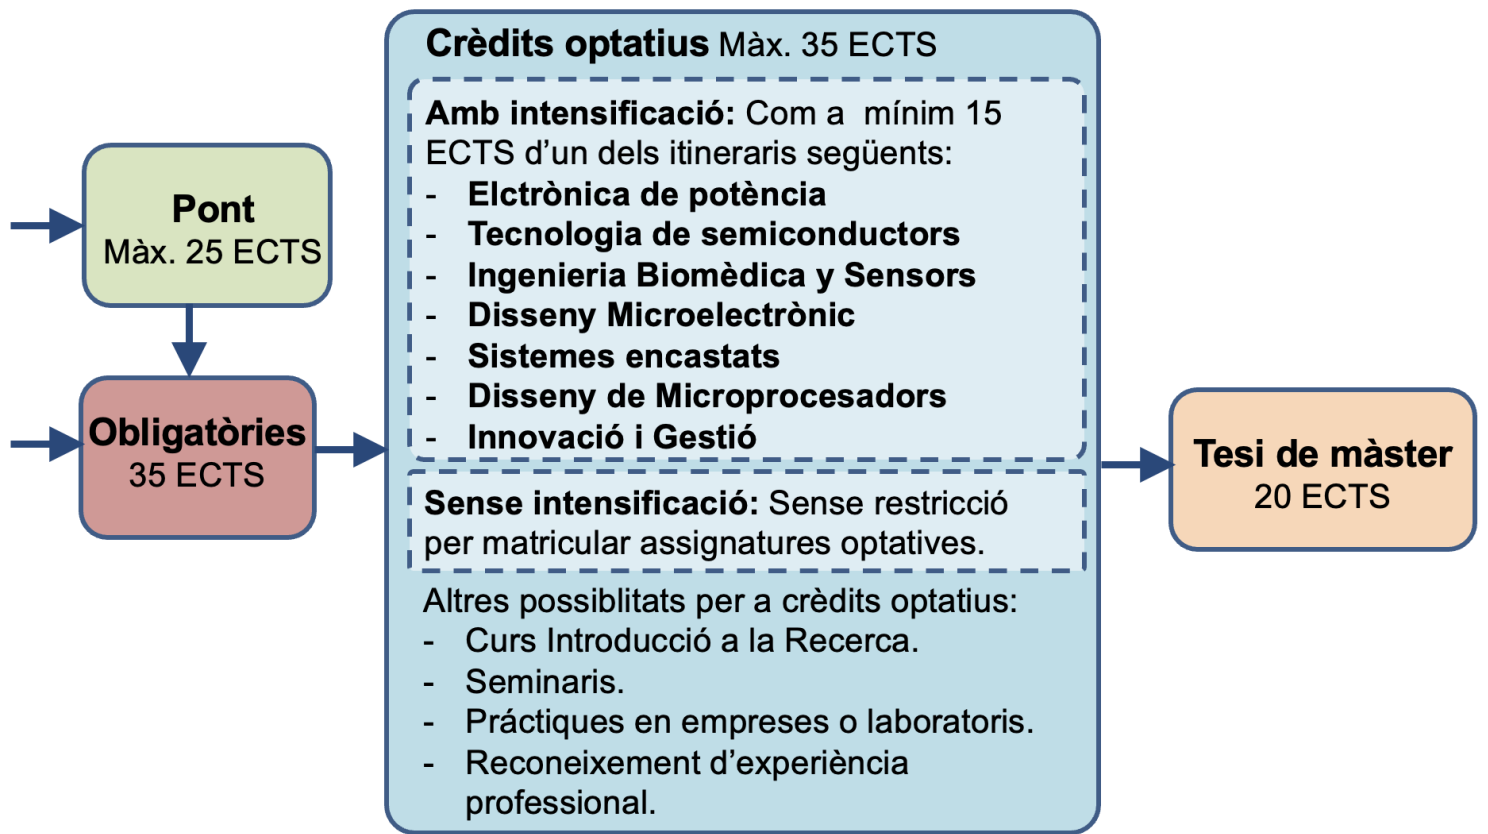 Pont
Màx. 25 ECTS
Obligatòries
35 ECTS
Crèdits optatius Màx. 35 ECTS
Amb intensificació: Com a  mínim 15
ECTS d’un dels itineraris següents:
- Elctrònica de potència
- Tecnologia de semiconductors
- Ingenieria Biomèdica y Sensors
- Disseny Microelectrònic
- Sistemes encastats
- Disseny de Microprocesadors
- Innovació i Gestió
Sense intensificació: Sense restricció
per matricular assignatures optatives.
Altres possiblitats per a crèdits optatius:
- Curs Introducció a la Recerca.
- Seminaris.
- Práctiques en empreses o laboratoris.
- Reconeixement d’experiència
professional.
Tesi de màster
20 ECTS